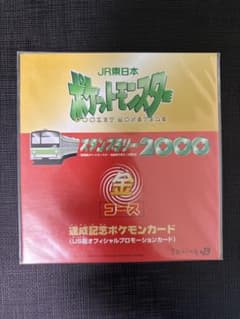 JR東日本
ポケットモンスター
POCKET MONSTERS
スタンプラリー2000
金
コース
達成記念ポケモンカード
(US版オフィシャルプロモーションカード)